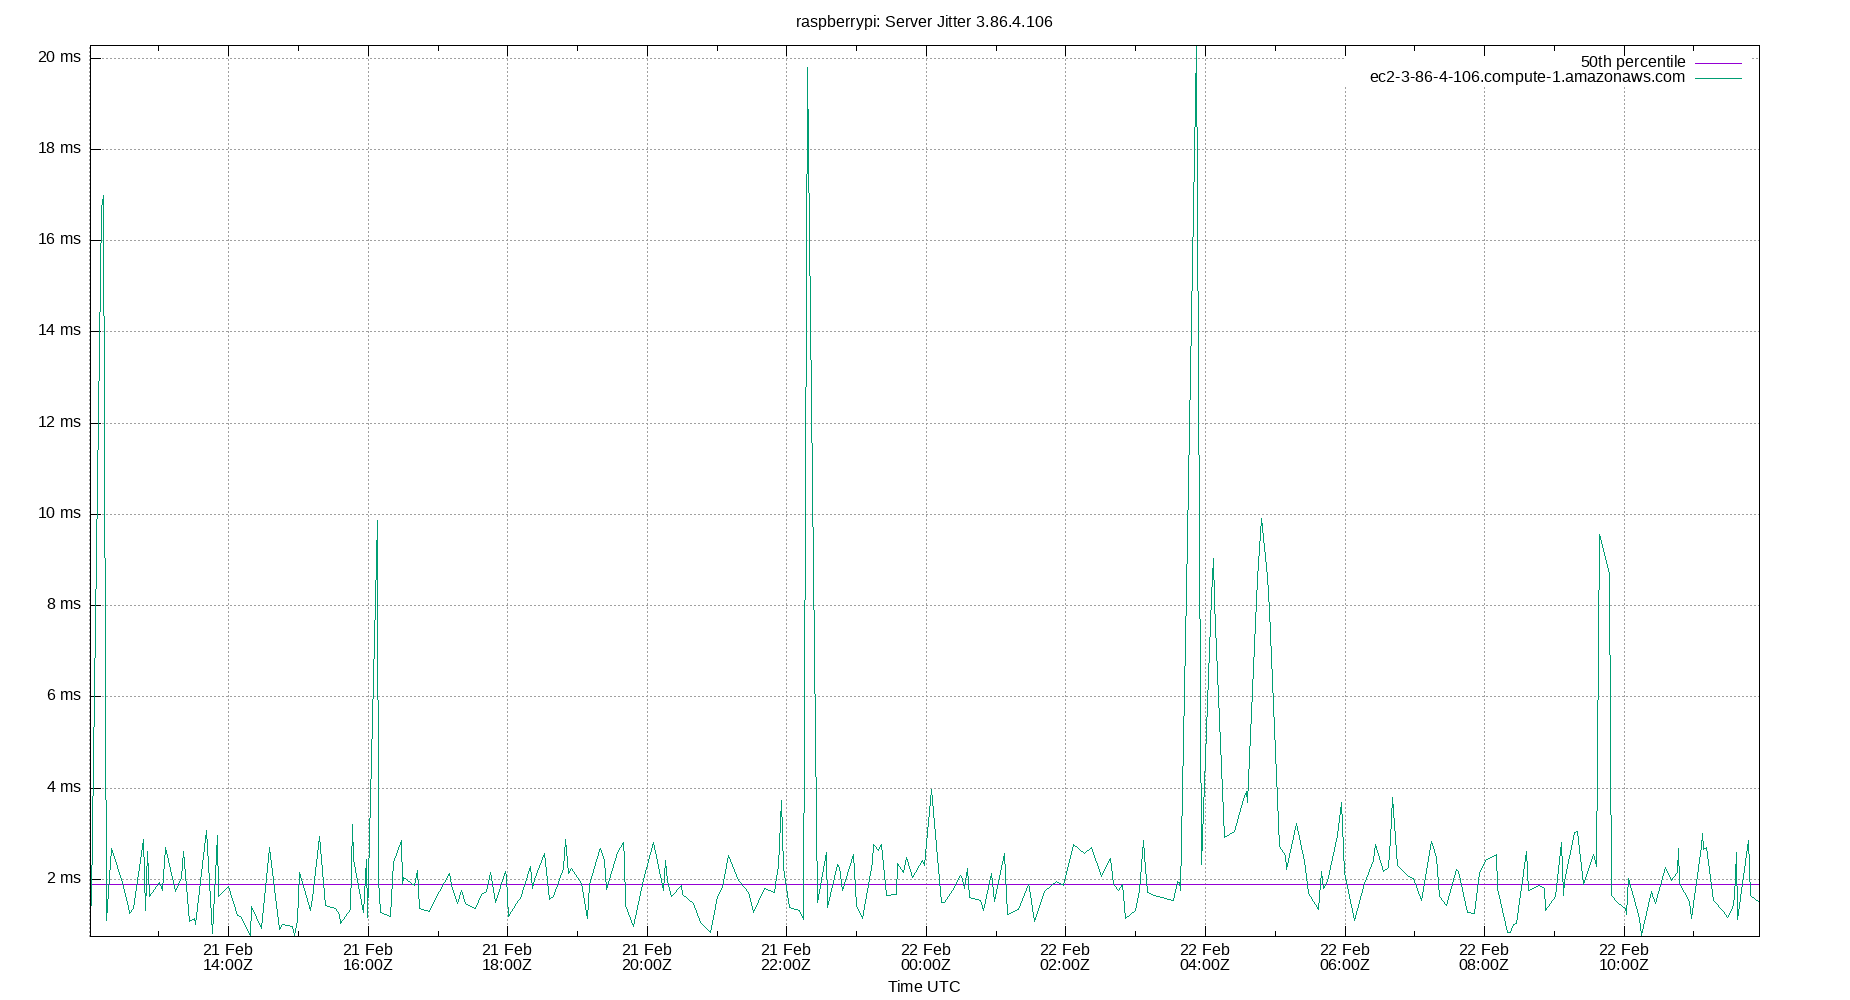 raspberrypi: Server Jitter 3.86.4.106
20 ms
18 ms
16 ms
14 ms
12 ms
10 ms
8 ms
6 ms
4 ms
2 ms
50th percentile
ec2-3-86-4-106.compute-1.amazonaws.com
21 Feb
14:00Z
21 Feb
16:00Z
21 Feb
18:00Z
21 Feb
20:00Z
21 Feb
22:00Z
22 Feb
00:00Z
22 Feb
02:00Z
22 Feb
04:00Z
22 Feb
06:00Z
22 Feb
08:00Z
22 Feb
10:00Z
Time UTC